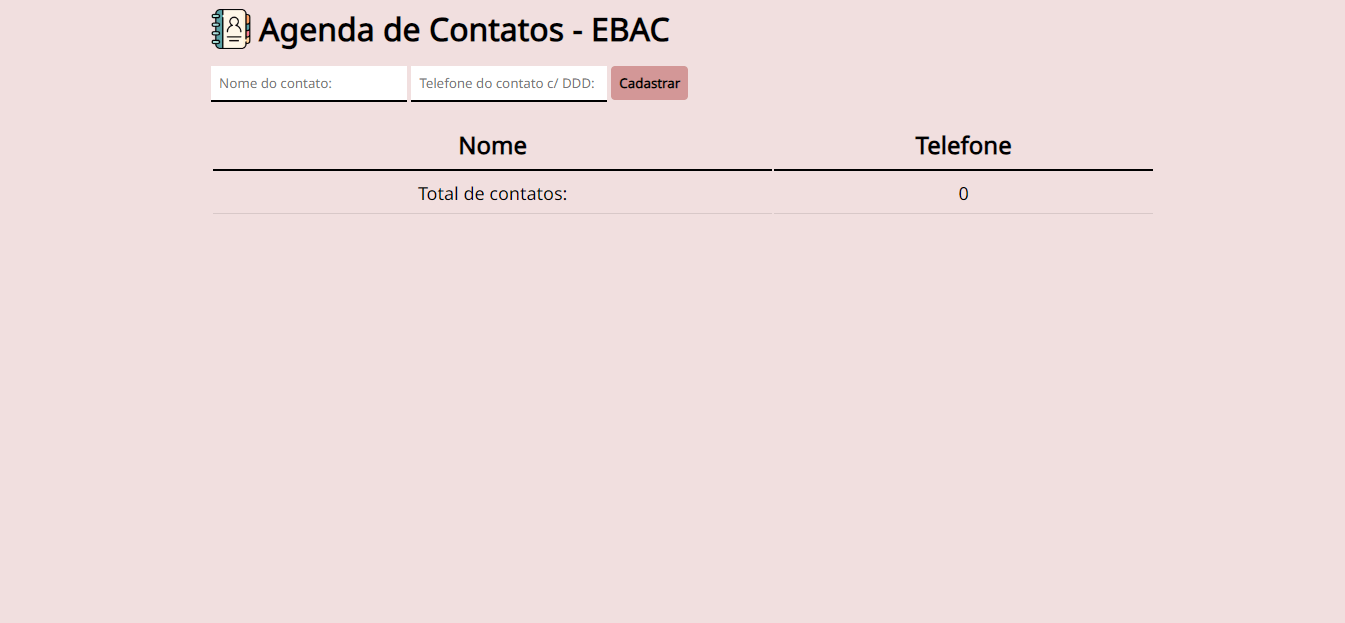 Agenda de Contatos - EBAC
Nome do contato: Telefone do contato c/ DDD: Cadastrar
Nome Telefone
Total de contatos: 0